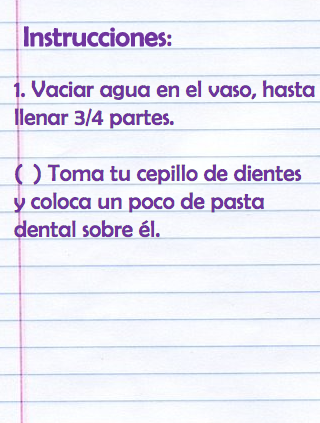 Instrucciones:
1. Vaciar agua en el vaso, hasta
llenar 3/4 partes.
( ) Toma tu cepillo de dientes
y coloca un poco de pasta
dental sobre él.